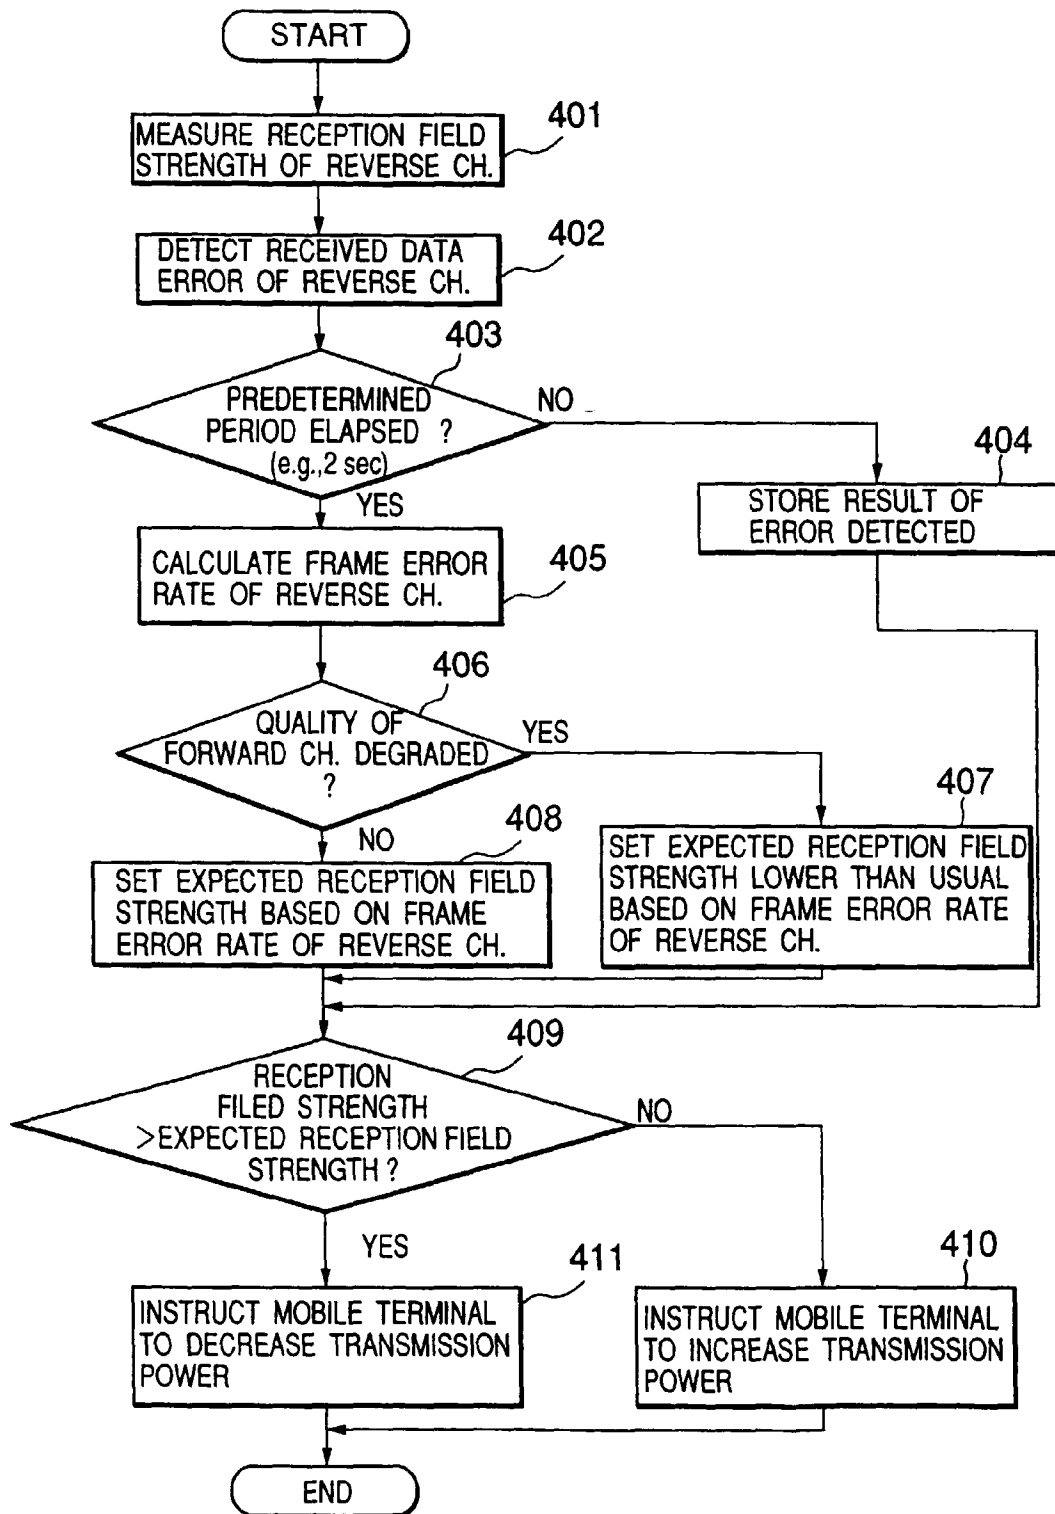 START
401
MEASURE RECEPTION FIELD
STRENGTH OF REVERSE CH.
402
DETECT RECEIVED DATA
ERROR OF REVERSE CH.
403
PREDETERMINED
PERIOD ELAPSED ?
(e.g.,2 sec)
NO
YES
404
STORE RESULT OF
ERROR DETECTED
405
CALCULATE FRAME ERROR
RATE OF REVERSE CH.
406
QUALITY OF
FORWARD CH. DEGRADED
?
YES
NO
407
SET EXPECTED RECEPTION FIELD
STRENGTH LOWER THAN USUAL
BASED ON FRAME ERROR RATE
OF REVERSE CH.
408
SET EXPECTED RECEPTION FIELD
STRENGTH BASED ON FRAME
ERROR RATE OF REVERSE CH.
409
RECEPTION
FILED STRENGTH
>EXPECTED RECEPTION FIELD
STRENGTH ?
NO
YES
411
INSTRUCT MOBILE TERMINAL
TO DECREASE TRANSMISSION
POWER
410
INSTRUCT MOBILE TERMINAL
TO INCREASE TRANSMISSION
POWER
END